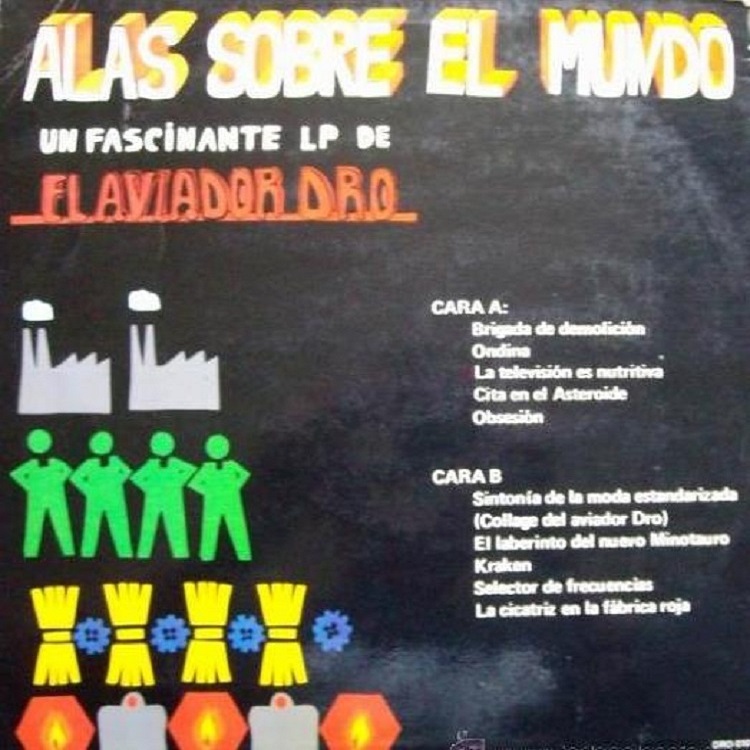 ALAS SOBRE EL MUNDO
UN FASCINANTE LP DE
EL AVIADOR DRO
CARA A:
Brigada de demolición
Ondina
La televisión es nutritiva
Cita en el Asteroide
Obsesión
CARA B
Sintonía de la moda estandarizada
(Collage del aviador Dro)
El laberinto del nuevo Minotauro
Kraken
Selector de frecuencias
La cicatriz en la fábrica roja